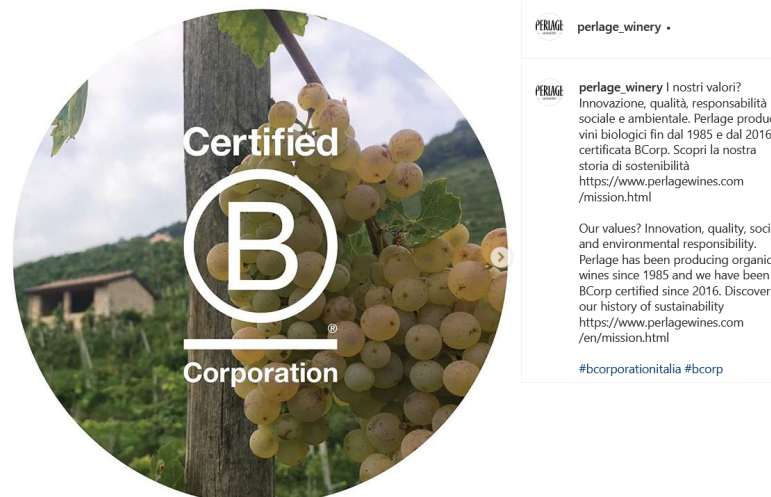 Certified
B
®
Corporation
PERLAGE
perlage_winery •
PERLAGE
perlage_winery I nostri valori?
Innovazione, qualità, responsabilità
sociale e ambientale. Perlage
vini biologici fin dal 1985 e dal 2016
certificata BCorp. Scopri la nostra
storia di sostenibilità
https://www.perlagewines.com
/mission.html
Our values? Innovation, quality,
and environmental responsibility.
Perlage has been producing
wines since 1985 and we have been
BCorp certified since 2016. Discover
our history of sustainability
https://www.perlagewines.com
/en/mission.html
#bcorporationitalia #bcorp